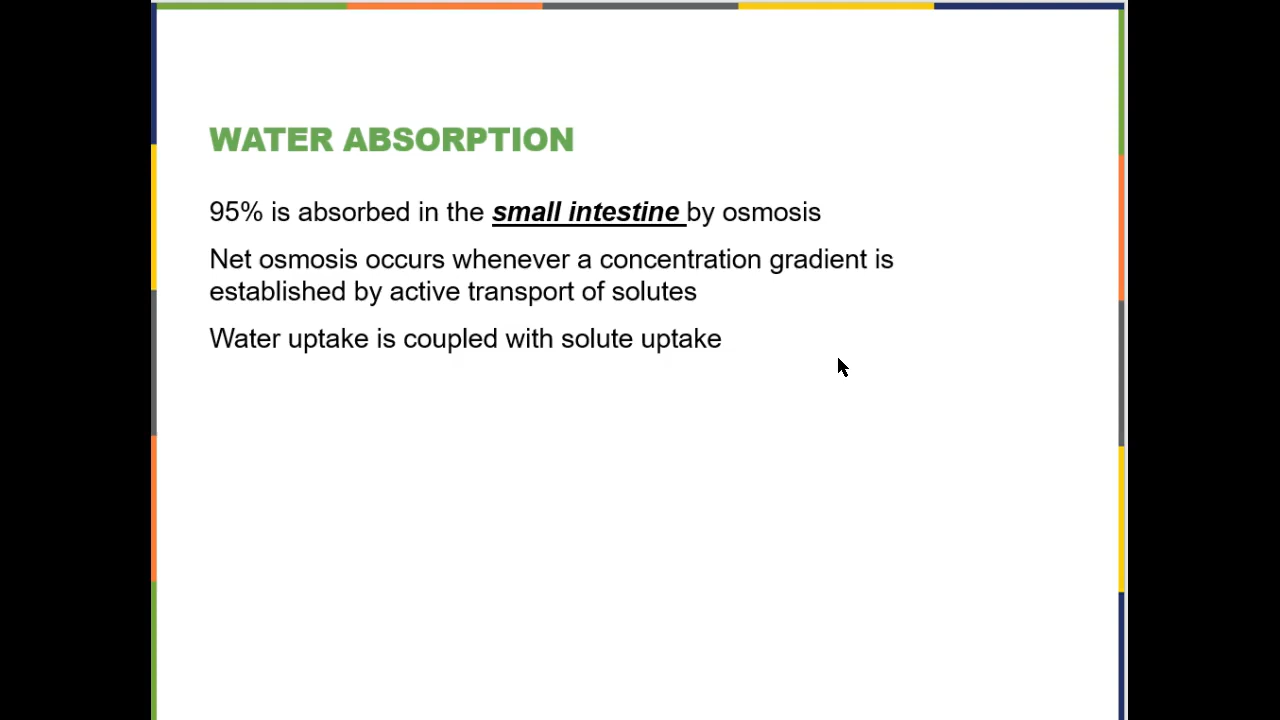 WATER ABSORPTION
95% is absorbed in the small intestine by osmosis
Net osmosis occurs whenever a concentration gradient is
established by active transport of solutes
Water uptake is coupled with solute uptake